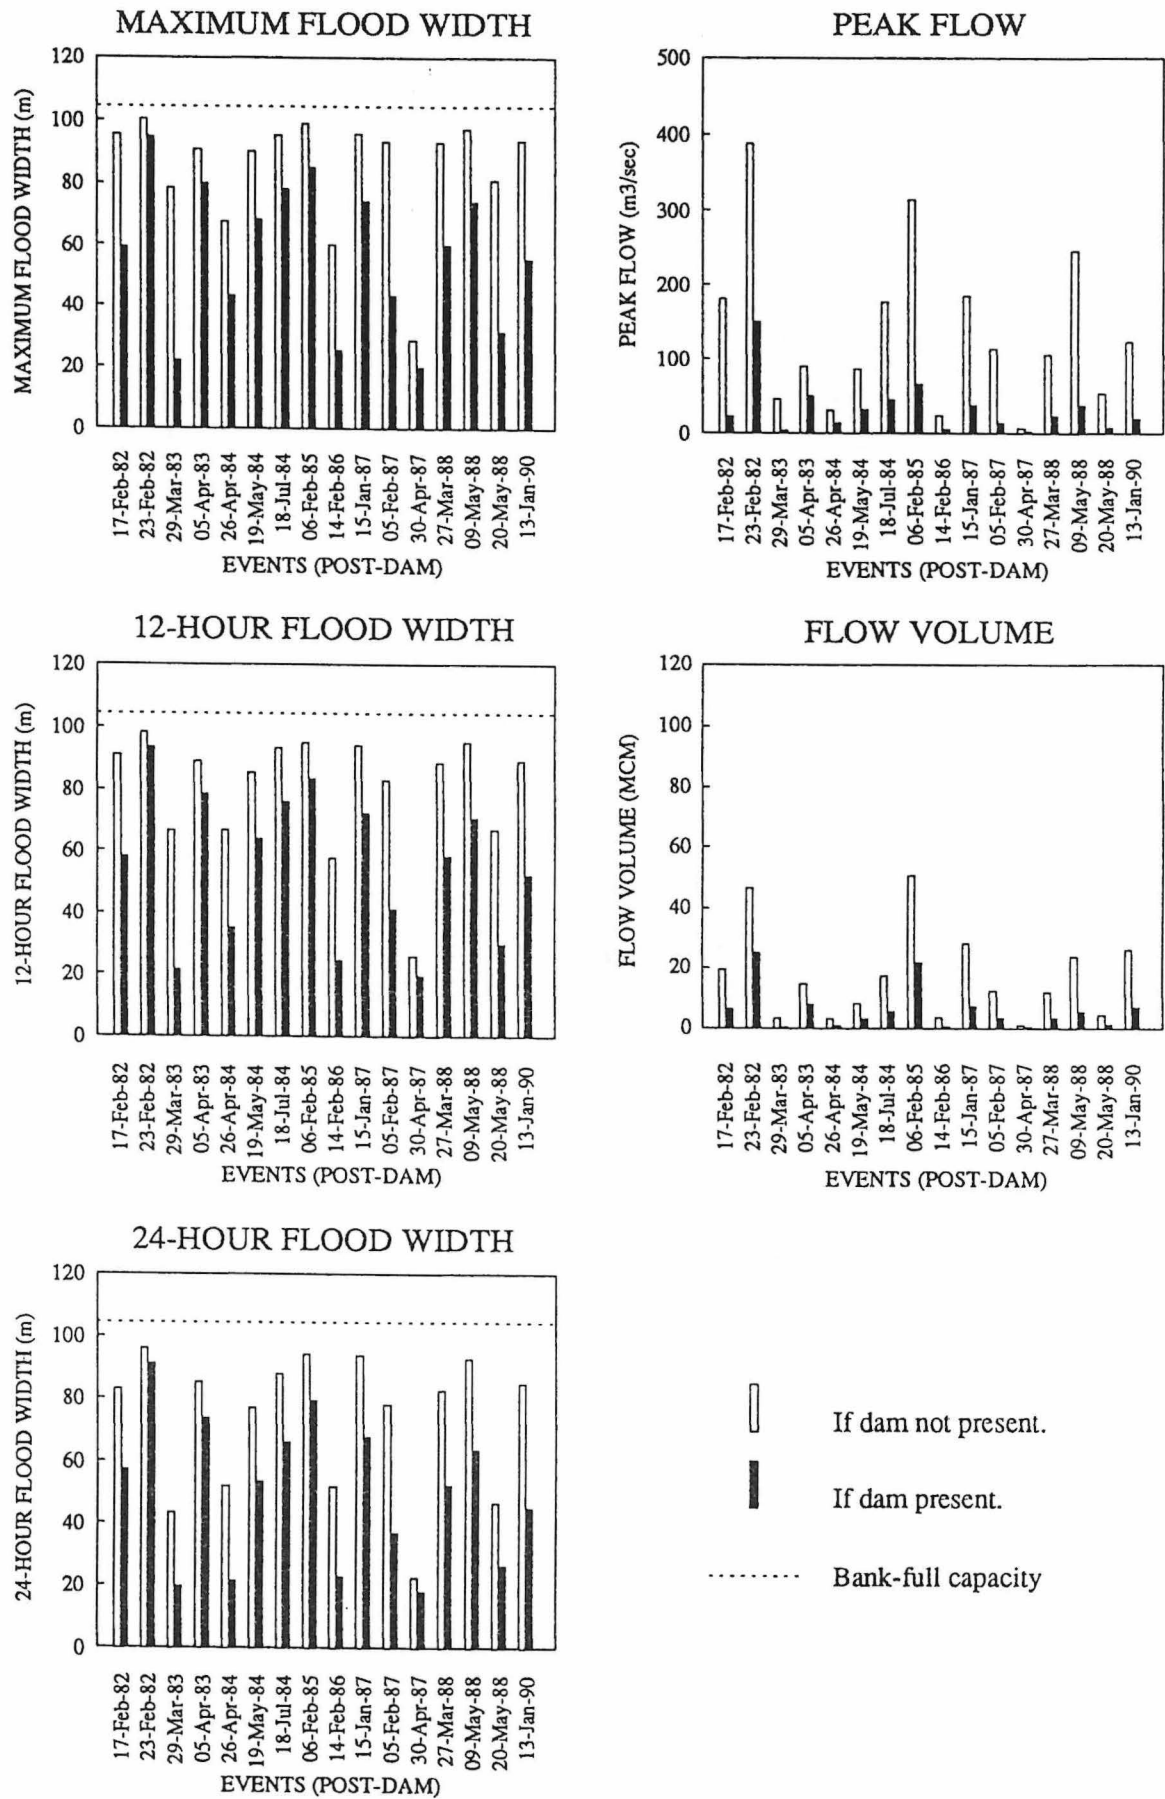 MAXIMUM FLOOD WIDTH
MAXIMUM FLOOD WIDTH (m)
120
100
80
60
40
20
0
17-Feb-82
23-Feb-82
29-Mar-83
05-Apr-83
26-Apr-84
19-May-84
18-Jul-84
06-Feb-85
14-Feb-86
15-Jan-87
05-Feb-87
30-Apr-87
27-Mar-88
09-May-88
20-May-88
13-Jan-90
EVENTS (POST-DAM)
PEAK FLOW
PEAK FLOW (m3/sec)
500
400
300
200
100
0
17-Feb-82
23-Feb-82
29-Mar-83
05-Apr-83
26-Apr-84
19-May-84
18-Jul-84
06-Feb-85
14-Feb-86
15-Jan-87
05-Feb-87
30-Apr-87
27-Mar-88
09-May-88
20-May-88
13-Jan-90
EVENTS (POST-DAM)
12-HOUR FLOOD WIDTH
12-HOUR FLOOD WIDTH (m)
120
100
80
60
40
20
0
17-Feb-82
23-Feb-82
29-Mar-83
05-Apr-83
26-Apr-84
19-May-84
18-Jul-84
06-Feb-85
14-Feb-86
15-Jan-87
05-Feb-87
30-Apr-87
27-Mar-88
09-May-88
20-May-88
13-Jan-90
EVENTS (POST-DAM)
FLOW VOLUME
FLOW VOLUME (MCM)
120
100
80
60
40
20
0
17-Feb-82
23-Feb-82
29-Mar-83
05-Apr-83
26-Apr-84
19-May-84
18-Jul-84
06-Feb-85
14-Feb-86
15-Jan-87
05-Feb-87
30-Apr-87
27-Mar-88
09-May-88
20-May-88
13-Jan-90
EVENTS (POST-DAM)
24-HOUR FLOOD WIDTH
24-HOUR FLOOD WIDTH (m)
120
100
80
60
40
20
0
17-Feb-82
23-Feb-82
29-Mar-83
05-Apr-83
26-Apr-84
19-May-84
18-Jul-84
06-Feb-85
14-Feb-86
15-Jan-87
05-Feb-87
30-Apr-87
27-Mar-88
09-May-88
20-May-88
13-Jan-90
EVENTS (POST-DAM)
If dam not present.
If dam present.
Bank-full capacity